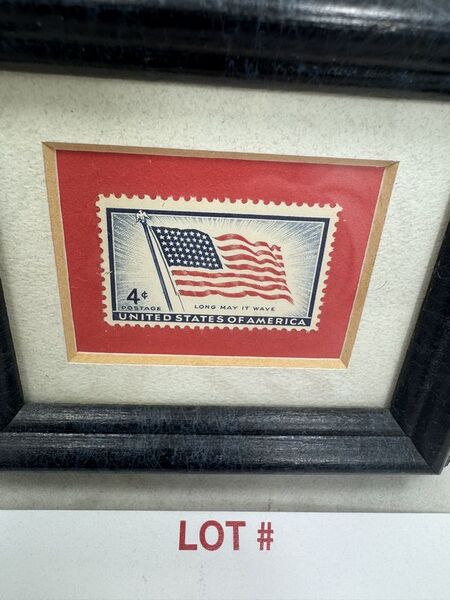 4¢
POSTAGE
LONG MAY IT WAVE
UNITED STATES OF AMERICA
LOT #